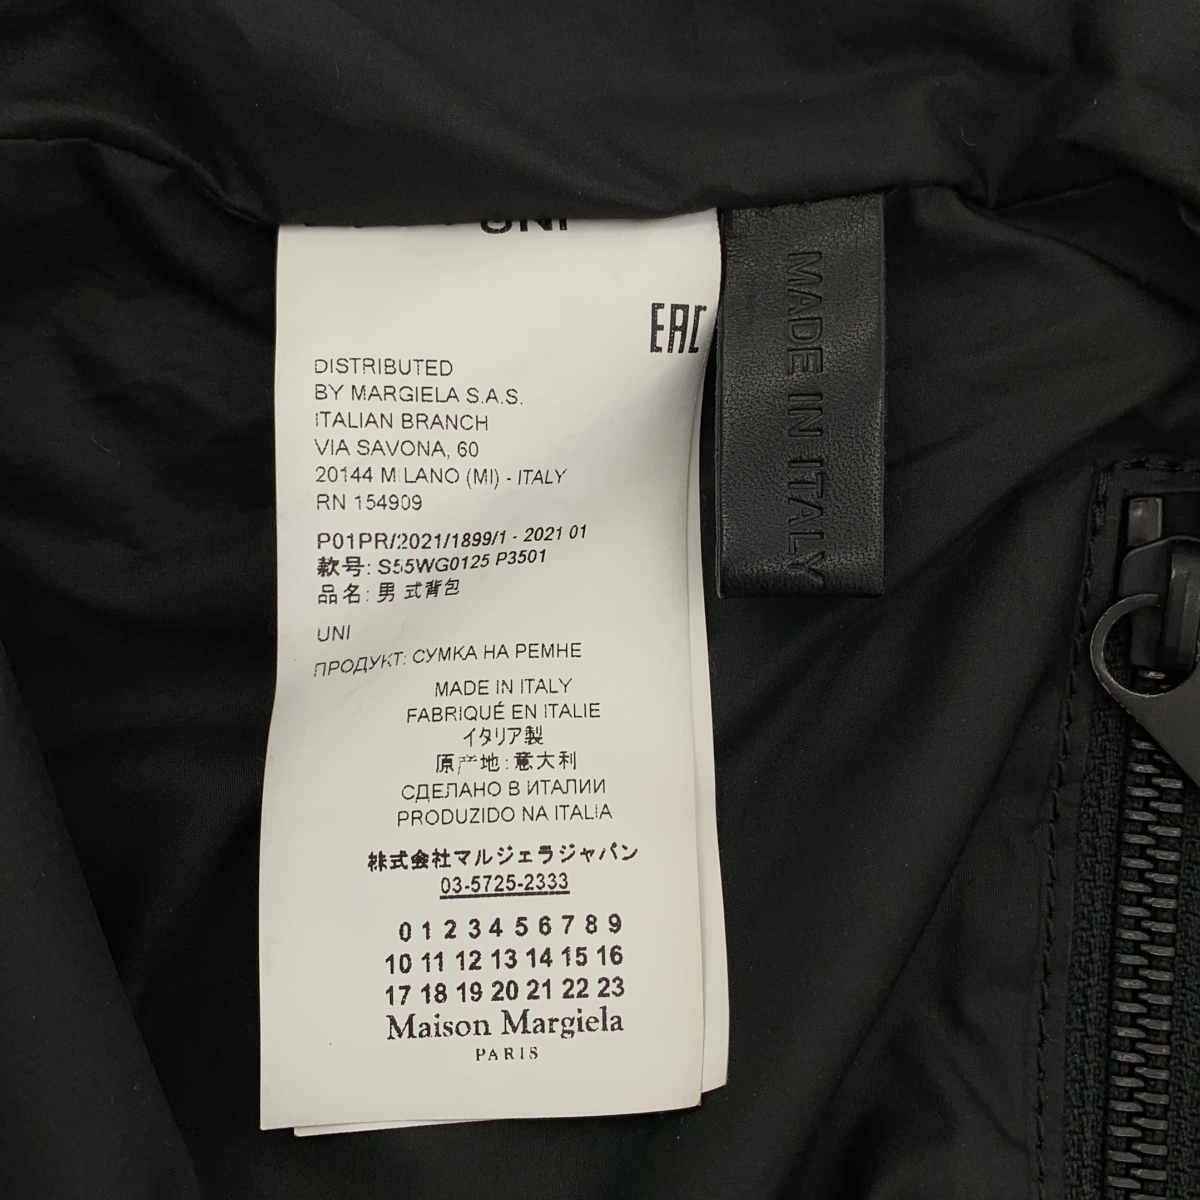 UNI
EAC
DISTRIBUTED
BY MARGIELA S.A.S.
ITALIAN BRANCH
VIA SAVONA, 60
20144 MILANO (MI) - ITALY
RN 154909
P01PR/2021/1899/1 - 2021 01
款号: S55WG0125 P3501
品名: 男式背包
UNI
ПРОДУКТ: СУМКА НА РЕМНЕ
MADE IN ITALY
FABRIQUÉ EN ITALIE
イタリア製
原产地: 意大利
СДЕЛАНО В ИТАЛИИ
PRODUZIDO NA ITALIA
株式会社マルジェラジャパン
03-5725-2333
0 1 2 3 4 5 6 7 8 9
10 11 12 13 14 15 16
17 18 19 20 21 22 23
Maison Margiela
PARIS
MADE IN ITALY